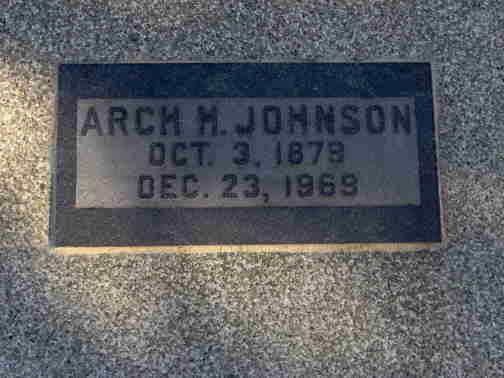 ARCH M. JOHNSON
OCT. 3, 1879
DEC. 23, 1969